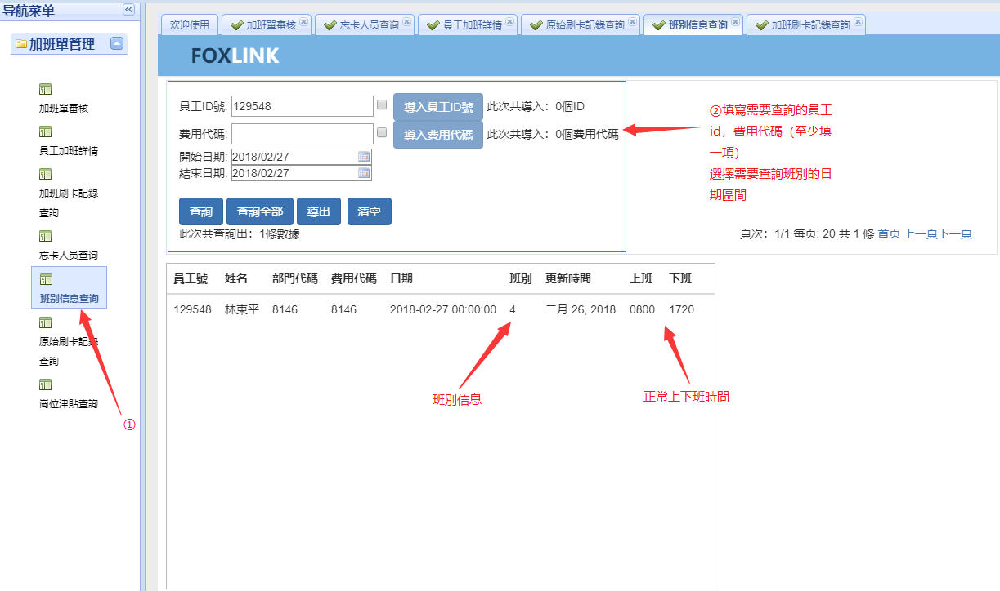 导航菜单
加班單管理
加班單審核
員工加班詳情
加班刷卡記錄
查詢
忘卡人员查询
班别信息查询
原始刷卡記錄
查詢
崗位津貼查詢
①
欢迎使用
加班單審核
忘卡人员查询
員工加班詳情
原始刷卡記錄查詢
班别信息查询
加班刷卡記錄查詢
FOXLINK
員工ID號: 129548 導入員工ID號 此次共導入：0個ID
費用代碼: 導入費用代碼 此次共導入：0個費用代碼
開始日期: 2018/02/27
結束日期: 2018/02/27
查詢 查詢全部 導出 清空
此次共查詢出：1條數據
②填寫需要查詢的員工
id，費用代碼（至少填
一項）
選擇需要查詢班別的日
期區間
頁次：1/1 每页: 20 共 1 條 首页 上一頁下一頁
員工號 姓名 部門代碼 費用代碼 日期 班別 更新時間 上班 下班
129548 林東平 8146 8146 2018-02-27 00:00:00 4 二月 26, 2018 0800 1720
班別信息
正常上下班時間